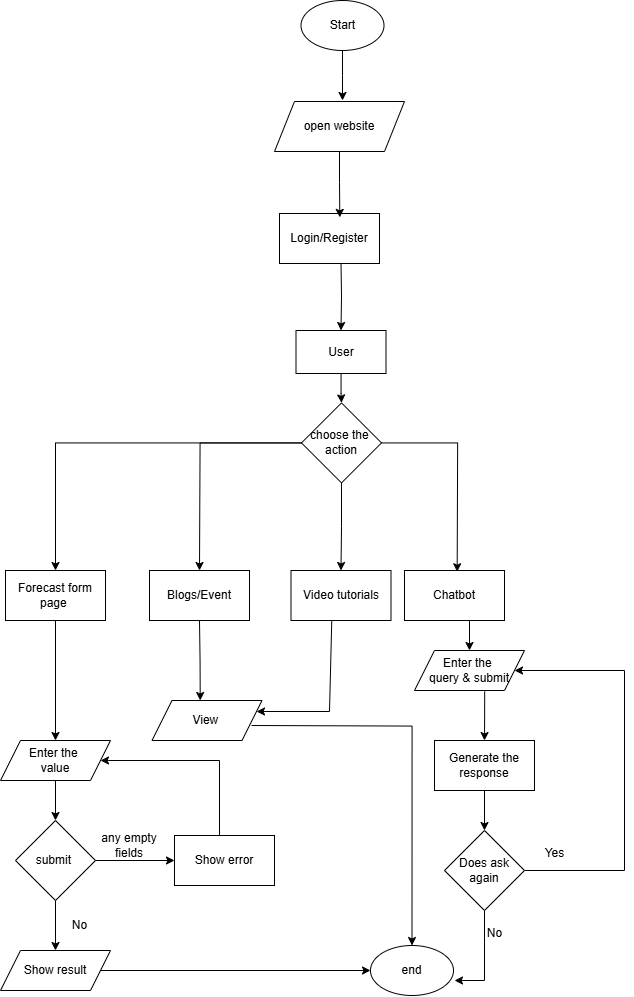 Start
open website
Login/Register
User
choose the
action
Forecast form
page
Blogs/Event
Video tutorials
Chatbot
Enter the
query & submit
View
Enter the
value
Generate the
response
any empty
fields
submit
Show error
Does ask
again
Yes
No
No
Show result
end